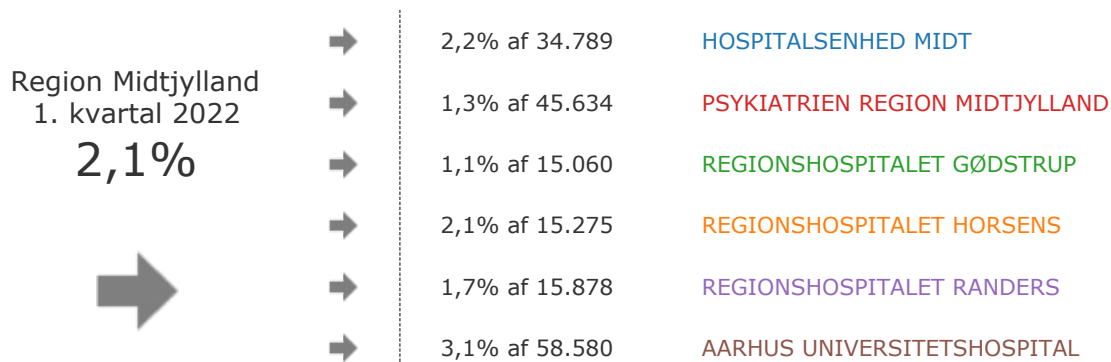 Region Midtjylland
1. kvartal 2022
2,1%
2,2% af 34.789 HOSPITALSENHED MIDT
1,3% af 45.634 PSYKIATRIEN REGION MIDTJYLLAND
1,1% af 15.060 REGIONSHOSPITALET GØDSTRUP
2,1% af 15.275 REGIONSHOSPITALET HORSENS
1,7% af 15.878 REGIONSHOSPITALET RANDERS
3,1% af 58.580 AARHUS UNIVERSITETSHOSPITAL